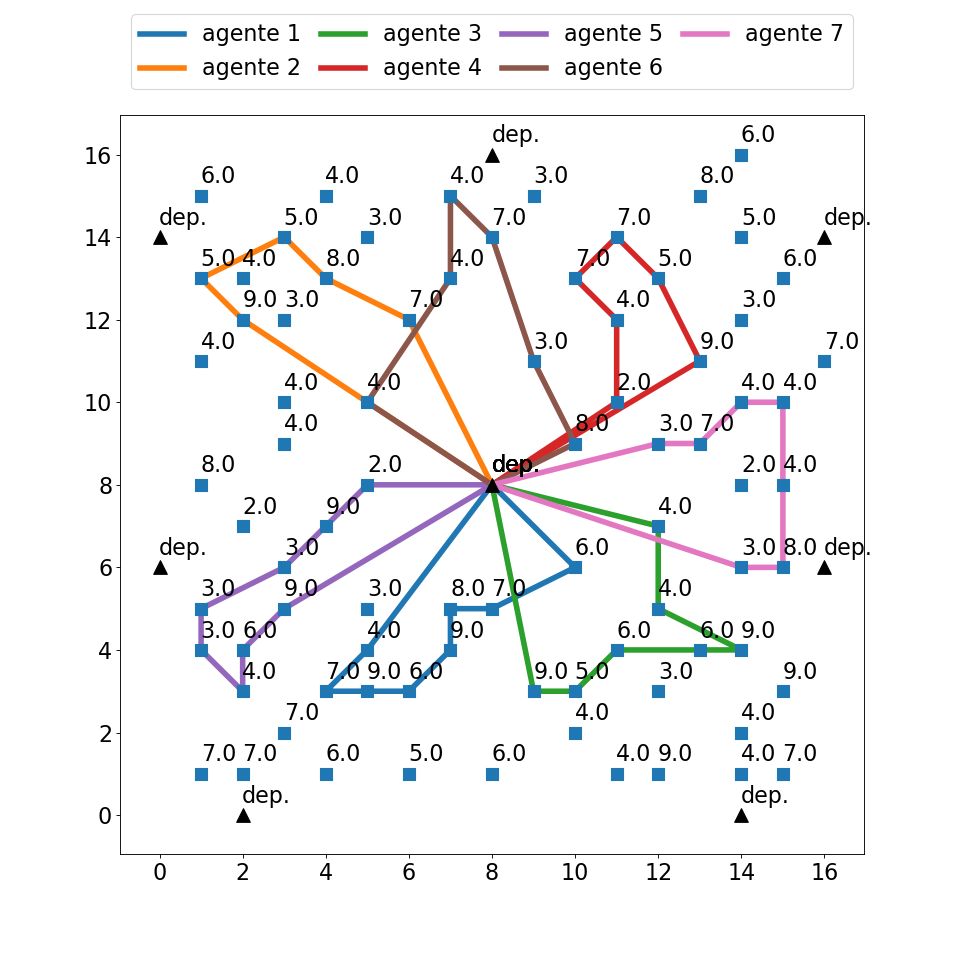 agente 1 agente 3 agente 5 agente 7
agente 2 agente 4 agente 6
dep. 6.0
16
6.0 4.0 4.0 3.0 8.0
dep. 5.0 3.0 7.0 7.0 5.0 dep.
14
5.0 4.0 8.0 4.0 7.0 5.0 6.0
9.0 3.0 7.0 4.0 3.0
12
4.0 3.0 9.0 7.0
4.0 4.0 2.0 4.0 4.0
10
4.0 8.0 3.0 7.0
8.0 2.0 dep. 2.0 4.0
8
2.0 9.0 4.0
dep. 3.0 6.0 3.0 8.0 dep.
6
3.0 9.0 3.0 8.0 7.0 4.0
3.0 6.0 4.0 9.0 6.0 6.0 9.0
4
4.0 7.0 9.0 6.0 9.0 5.0 3.0 9.0
7.0 4.0 4.0
2
7.0 7.0 6.0 5.0 6.0 4.0 9.0 4.0 7.0
dep. dep.
0
0 2 4 6 8 10 12 14 16